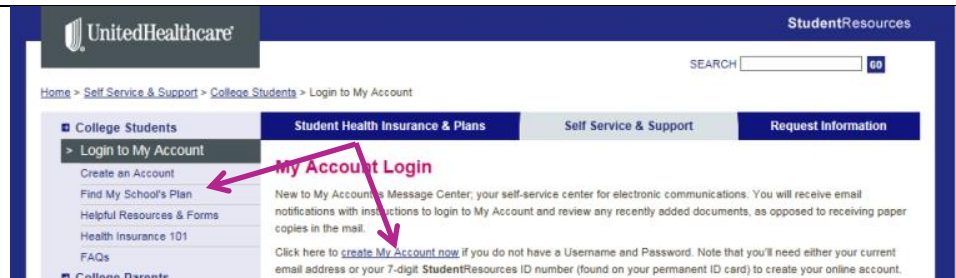 UnitedHealthcare®
StudentResources
SEARCH GO
Home > Self Service & Support > College Students > Login to My Account
College Students
> Login to My Account
Create an Account
Find My School's Plan
Helpful Resources & Forms
Health Insurance 101
FAQs
College Parents
Student Health Insurance & Plans Self Service & Support Request Information
My Account Login
New to My Account is Message Center; your self-service center for electronic communications. You will receive email
notifications with instructions to login to My Account and review any recently added documents, as opposed to receiving paper
copies in the mail.
Click here to create My Account now if you do not have a Username and Password. Note that you'll need either your current
email address or your 7-digit StudentResources ID number (found on your permanent ID card) to create your online account.